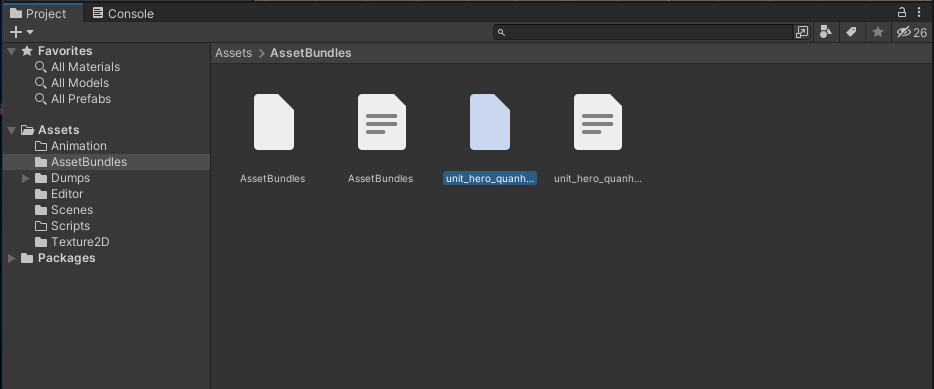 Project
Console
26
Favorites
All Materials
All Models
All Prefabs
Assets
Animation
AssetBundles
Dumps
Editor
Scenes
Scripts
Texture2D
Packages
Assets > AssetBundles
AssetBundles
AssetBundles
unit_hero_quanh...
unit_hero_quanh...